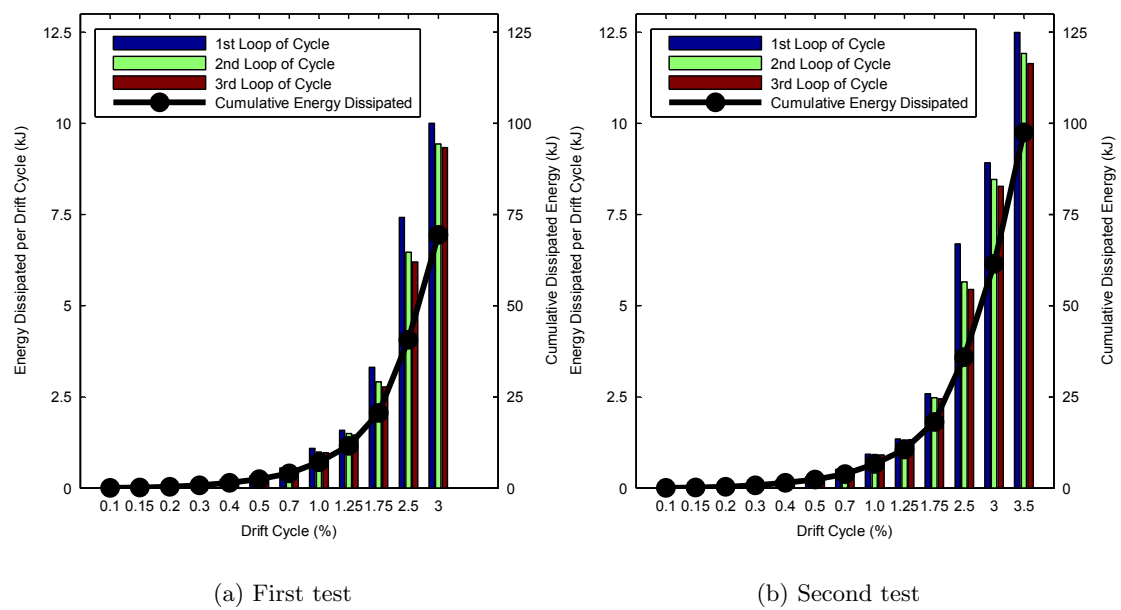 12.5
10
7.5
5
2.5
0
125
100
75
50
25
0
Energy Dissipated per Drift Cycle (kJ)
Cumulative Dissipated Energy (kJ)
1st Loop of Cycle
2nd Loop of Cycle
3rd Loop of Cycle
Cumulative Energy Dissipated
0.1 0.15 0.2 0.3 0.4 0.5 0.7 1.0 1.25 1.75 2.5 3
Drift Cycle (%)
(a) First test
12.5
10
7.5
5
2.5
0
125
100
75
50
25
0
Energy Dissipated per Drift Cycle (kJ)
Cumulative Dissipated Energy (kJ)
1st Loop of Cycle
2nd Loop of Cycle
3rd Loop of Cycle
Cumulative Energy Dissipated
0.1 0.15 0.2 0.3 0.4 0.5 0.7 1.0 1.25 1.75 2.5 3 3.5
Drift Cycle (%)
(b) Second test